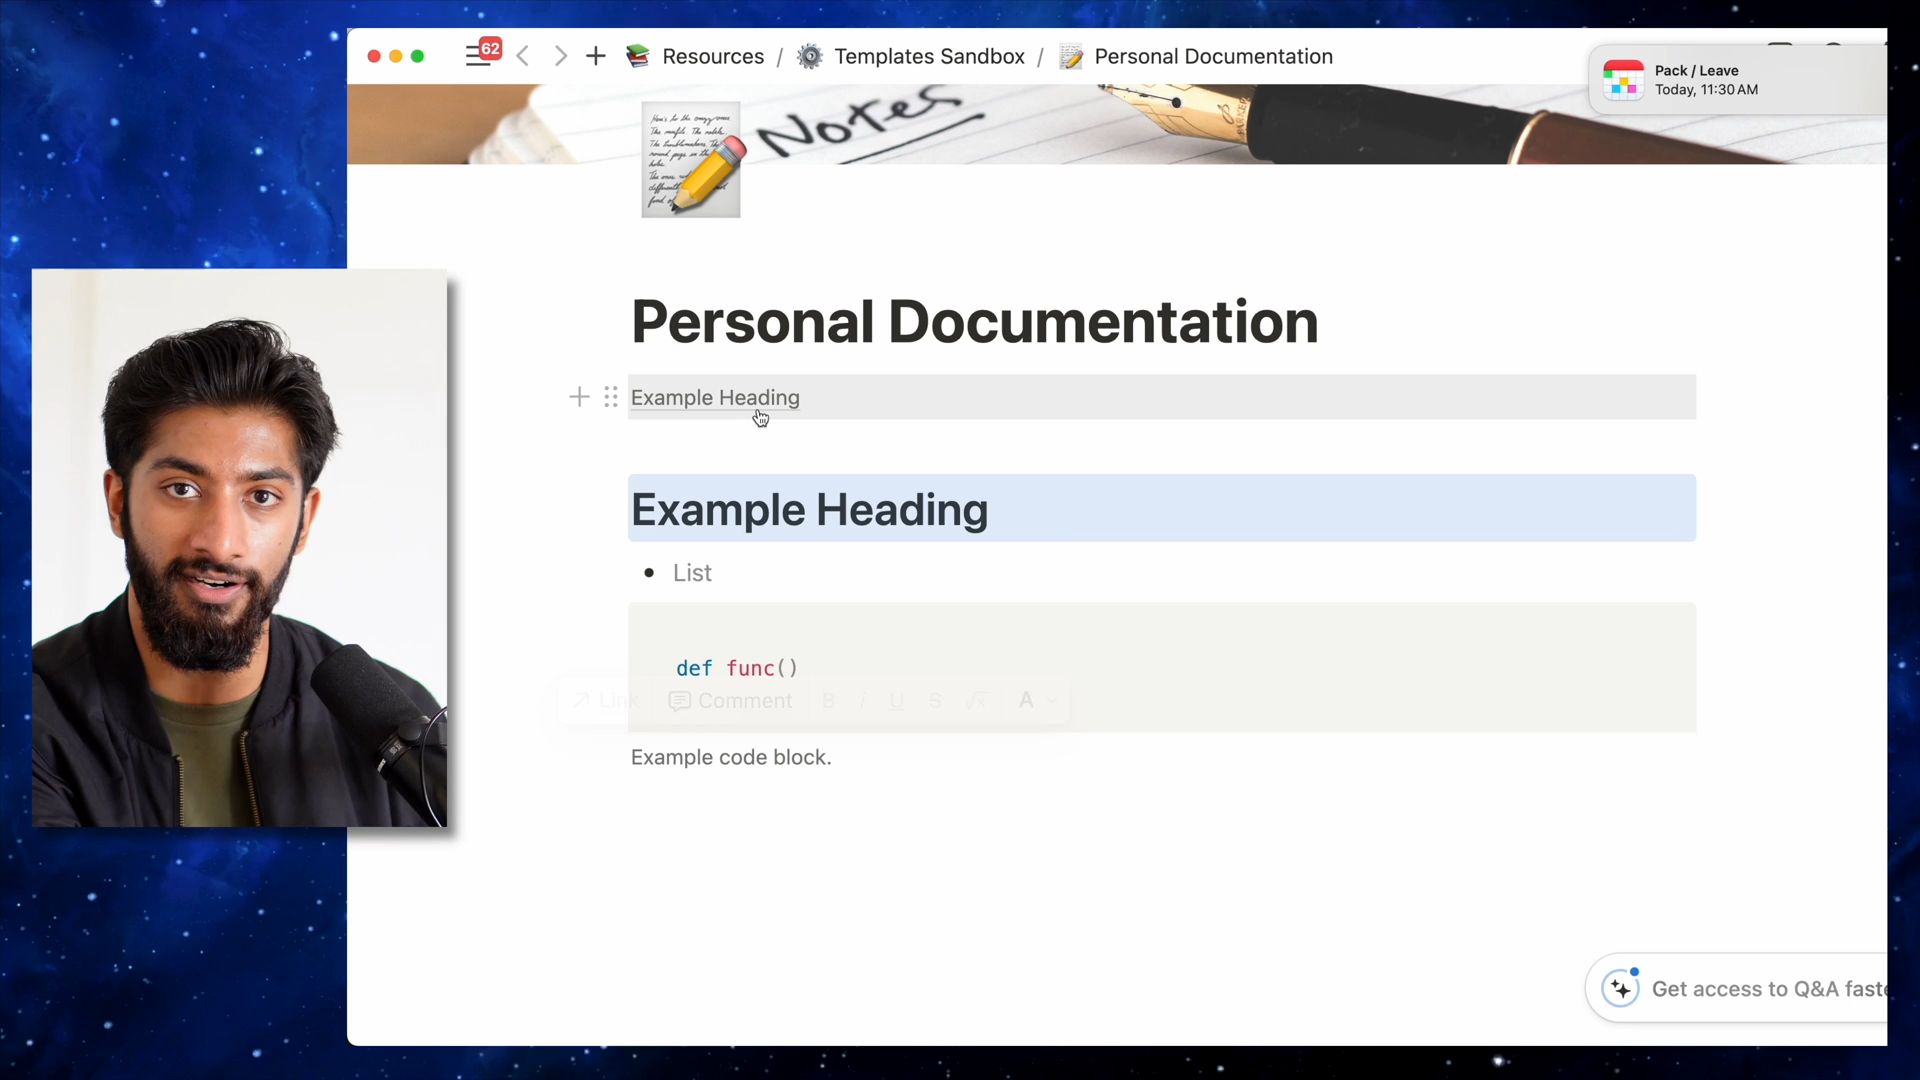 62
Resources / Templates Sandbox / Personal Documentation
Pack / Leave
Today, 11:30 AM
Notes
Personal Documentation
Example Heading
Example Heading
List
def func()
Link Comment B i U S √x A
Example code block.
Get access to Q&A faste